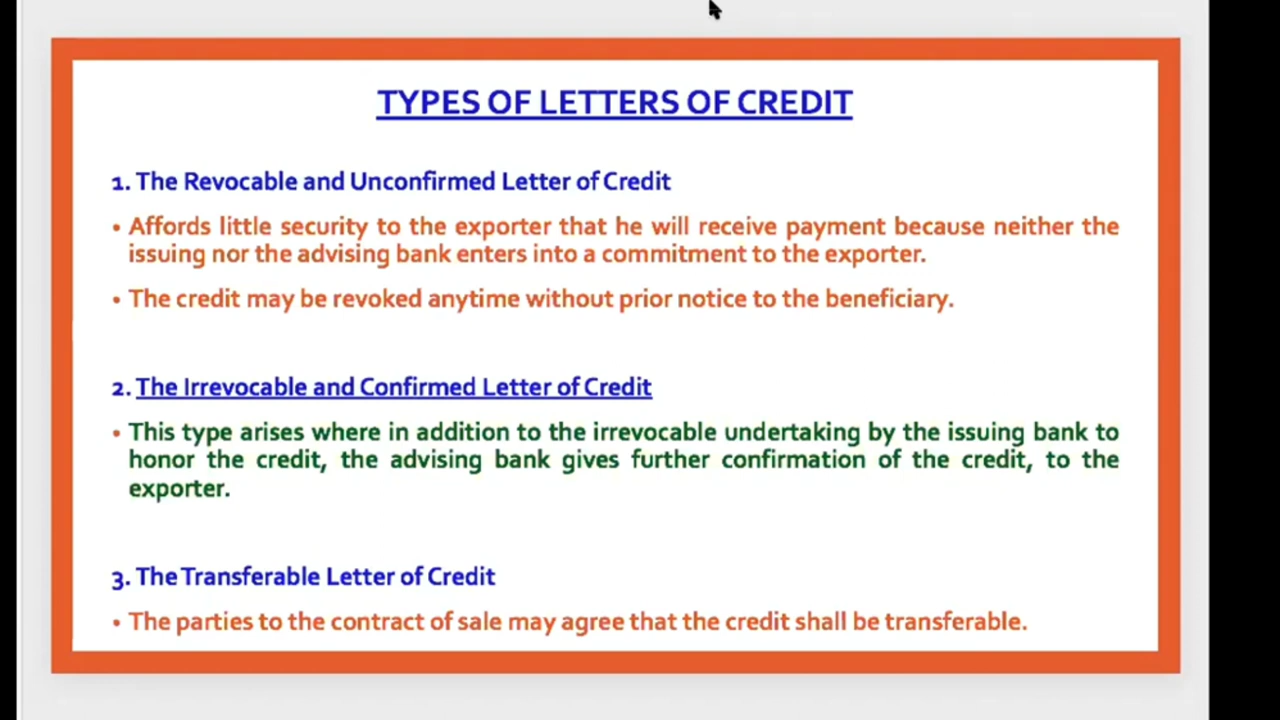 TYPES OF LETTERS OF CREDIT
1. The Revocable and Unconfirmed Letter of Credit
• Affords little security to the exporter that he will receive payment because neither the
issuing nor the advising bank enters into a commitment to the exporter.
• The credit may be revoked anytime without prior notice to the beneficiary.
2. The Irrevocable and Confirmed Letter of Credit
• This type arises where in addition to the irrevocable undertaking by the issuing bank to
honor the credit, the advising bank gives further confirmation of the credit, to the
exporter.
3. The Transferable Letter of Credit
• The parties to the contract of sale may agree that the credit shall be transferable.